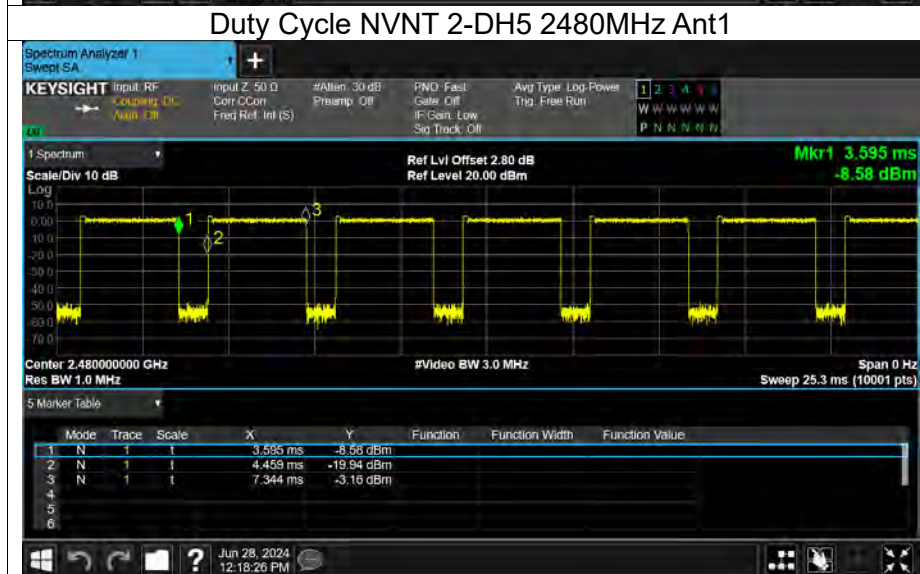 Duty Cycle NVNT 2-DH5 2480MHz Ant1
Spectrum Analyzer 1
Swept SA
+
KEYSIGHT Input: RF Input Z: 50 Ω #Atten: 30 dB PNO: Fast Avg Type: Log-Power 1 2 3 4 5 6
Coupling: DC Corr CCorr Preamp: Off Gate: Off Trig: Free Run W W W W W W
Align: Off Freq Ref: Int (S) IF Gain: Low P N N N N N
Sig Track: Off
1 Spectrum
Ref Lvl Offset 2.80 dB Mkr1 3.595 ms
Scale/Div 10 dB Ref Level 20.00 dBm -8.58 dBm
Log
10.0
0.00
-10.0
-20.0
-30.0
-40.0
-50.0
-60.0
-70.0
1
2
3
Center 2.480000000 GHz #Video BW 3.0 MHz Span 0 Hz
Res BW 1.0 MHz Sweep 25.3 ms (10001 pts)
5 Marker Table
Mode Trace Scale X Y Function Function Width Function Value
1 N 1 t 3.595 ms -8.58 dBm
2 N 1 t 4.459 ms -19.94 dBm
3 N 1 t 7.344 ms -3.16 dBm
4
5
6
? Jun 28, 2024
12:18:26 PM